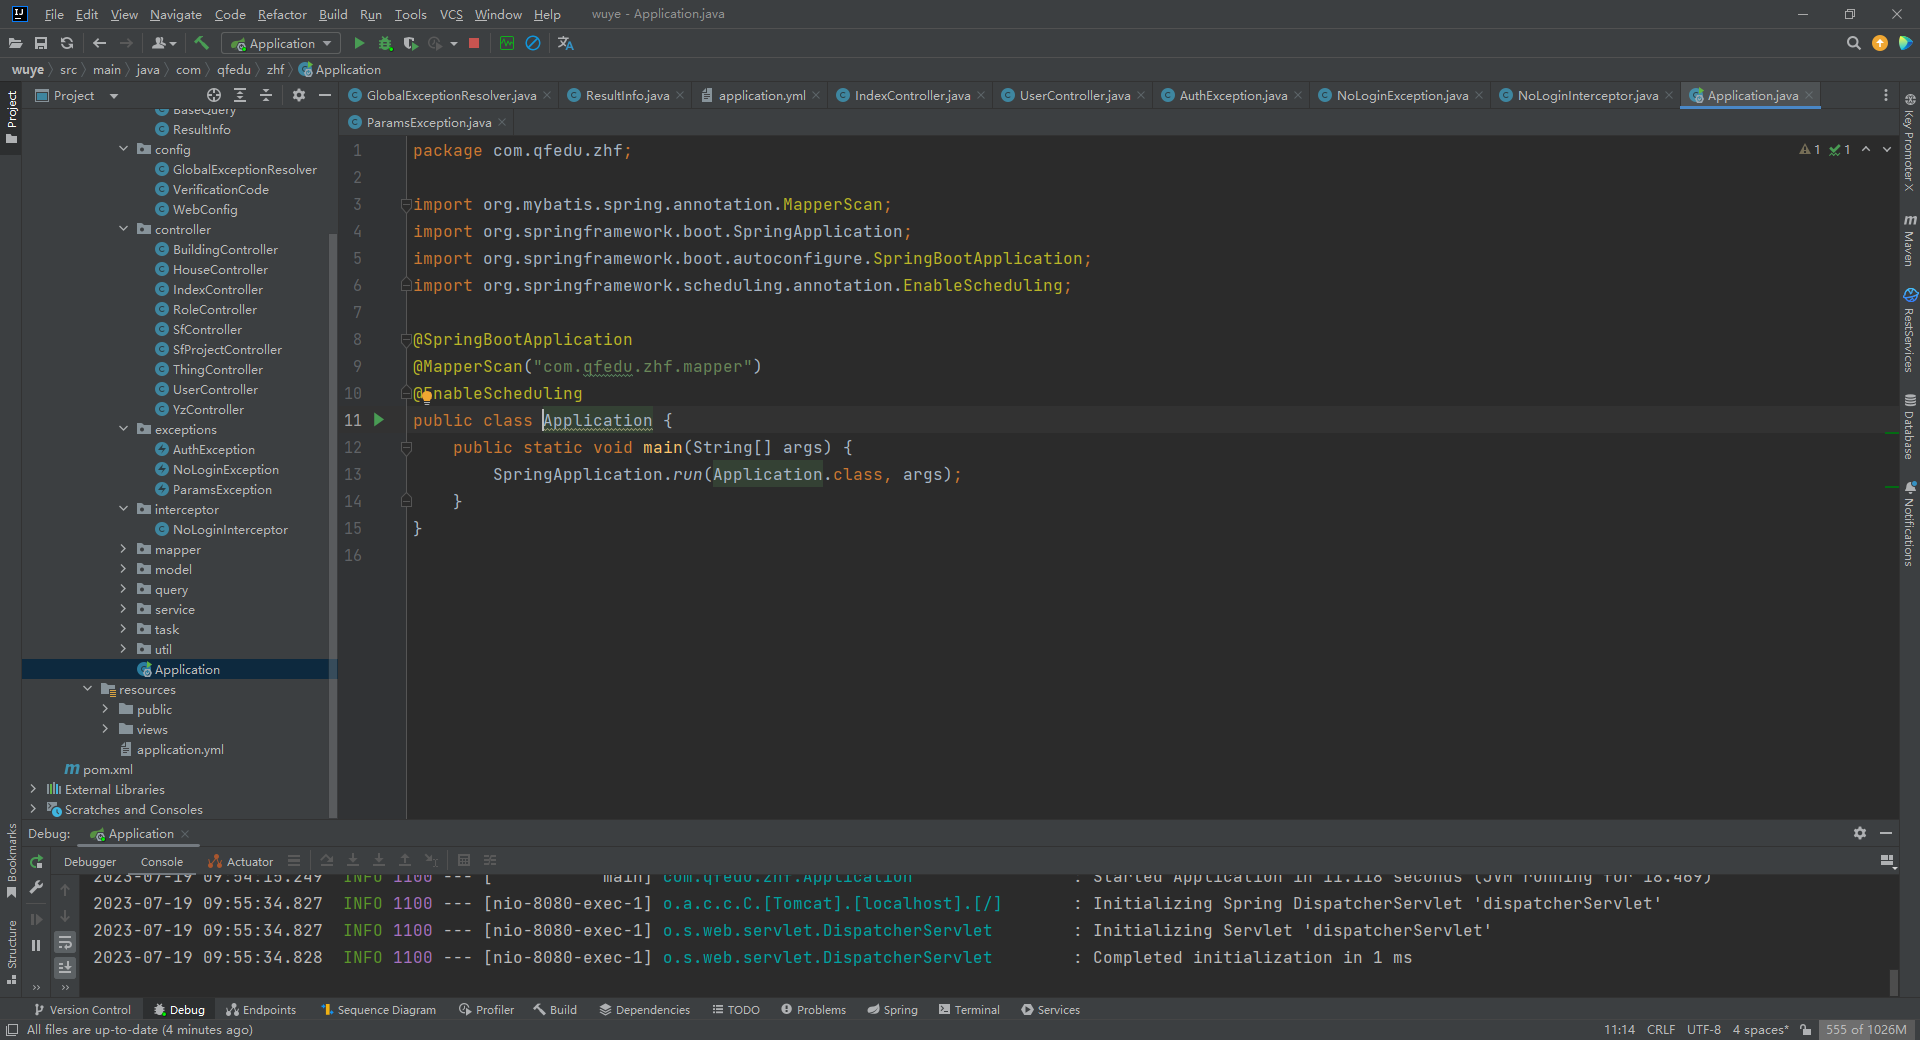 File Edit View Navigate Code Refactor Build Run Tools VCS Window Help wuye - Application.java
Application
wuye src main java com qfedu zhf Application
Project
GlobalExceptionResolver.java ResultInfo.java application.yml IndexController.java UserController.java AuthException.java NoLoginException.java NoLoginInterceptor.java Application.java
ParamsException.java
Project
Bookmarks
Structure
BaseQuery
ResultInfo
config
GlobalExceptionResolver
VerificationCode
WebConfig
controller
BuildingController
HouseController
IndexController
RoleController
SfController
SfProjectController
ThingController
UserController
YzController
exceptions
AuthException
NoLoginException
ParamsException
interceptor
NoLoginInterceptor
mapper
model
query
service
task
util
Application
resources
public
views
application.yml
pom.xml
External Libraries
Scratches and Consoles
1 package com.qfedu.zhf;
2
3 import org.mybatis.spring.annotation.MapperScan;
4 import org.springframework.boot.SpringApplication;
5 import org.springframework.boot.autoconfigure.SpringBootApplication;
6 import org.springframework.scheduling.annotation.EnableScheduling;
7
8 @SpringBootApplication
9 @MapperScan("com.qfedu.zhf.mapper")
10 @EnableScheduling
11 public class Application {
12 public static void main(String[] args) {
13 SpringApplication.run(Application.class, args);
14 }
15 }
16
1 1
Key Promoter X
Maven
RestServices
Database
Notifications
Debug: Application
Debugger Console Actuator
2023-07-19 09:54:15.249 INFO 1100 --- [ main] com.qfedu.zhf.Application : Started Application in 11.118 seconds (JVM running for 18.469)
2023-07-19 09:55:34.827 INFO 1100 --- [nio-8080-exec-1] o.a.c.c.C.[Tomcat].[localhost].[/] : Initializing Spring DispatcherServlet 'dispatcherServlet'
2023-07-19 09:55:34.827 INFO 1100 --- [nio-8080-exec-1] o.s.web.servlet.DispatcherServlet : Initializing Servlet 'dispatcherServlet'
2023-07-19 09:55:34.828 INFO 1100 --- [nio-8080-exec-1] o.s.web.servlet.DispatcherServlet : Completed initialization in 1 ms
Version Control Debug Endpoints Sequence Diagram Profiler Build Dependencies TODO Problems Spring Terminal Services
All files are up-to-date (4 minutes ago) 11:14 CRLF UTF-8 4 spaces* 555 of 1026M